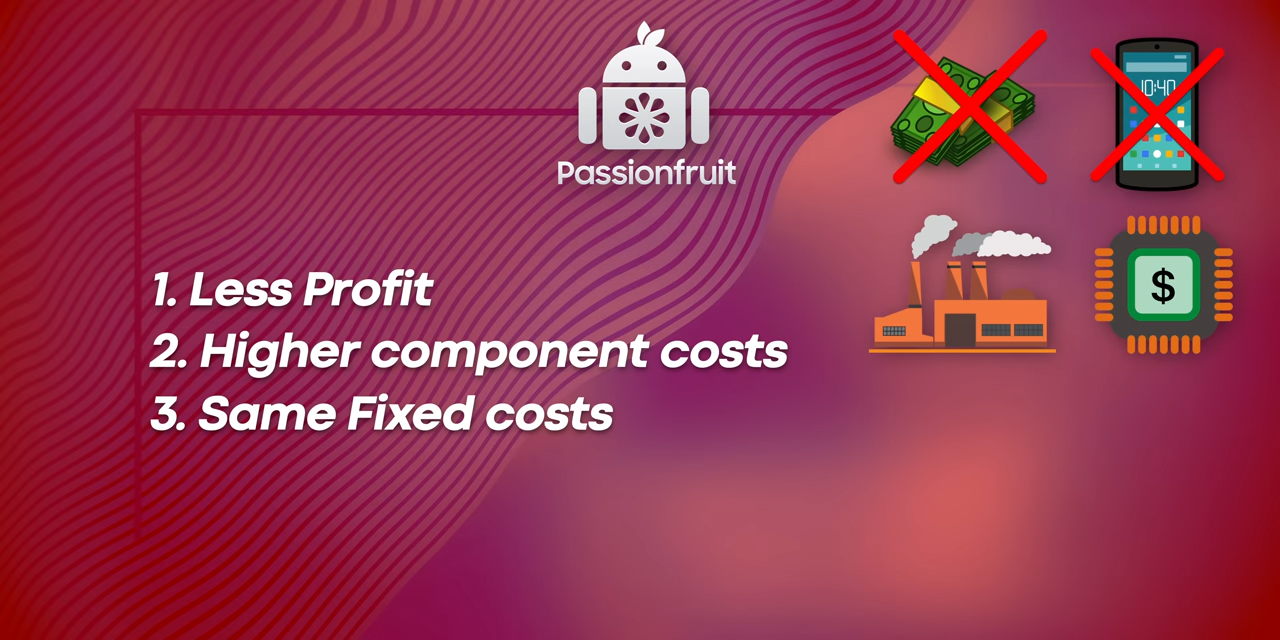 Passionfruit
10:40
1. Less Profit
2. Higher component costs
3. Same Fixed costs
$